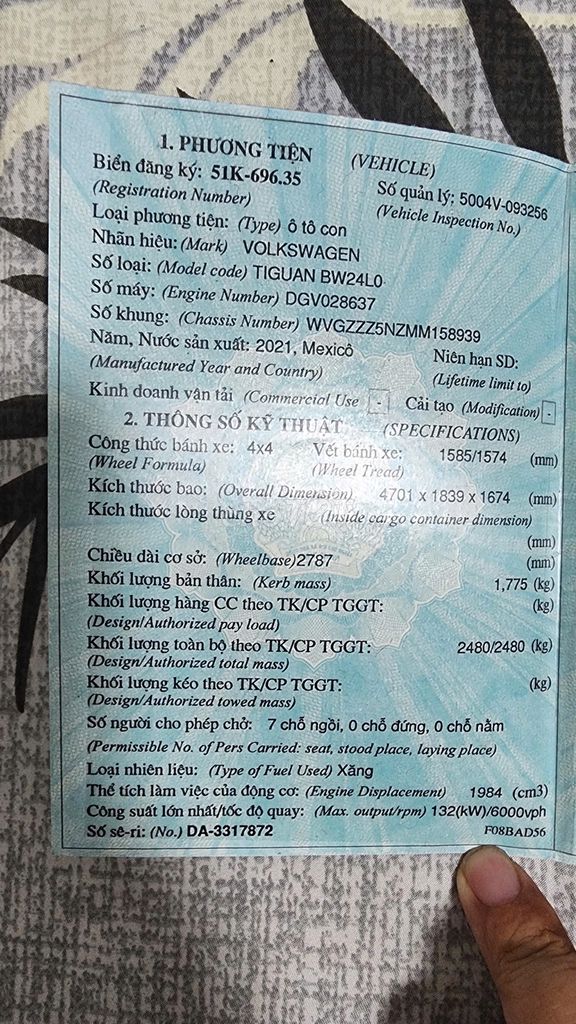 1. PHƯƠNG TIỆN (VEHICLE)
Biển đăng ký: 51K-696.35 Số quản lý: 5004V-093256
(Registration Number) (Vehicle Inspection No.)
Loại phương tiện: (Type) ô tô con
Nhãn hiệu: (Mark) VOLKSWAGEN
Số loại: (Model code) TIGUAN BW24L0
Số máy: (Engine Number) DGV028637
Số khung: (Chassis Number) WVGZZZ5NZMM158939
Năm, Nước sản xuất: 2021, Mexicô Niên hạn SD:
(Manufactured Year and Country) (Lifetime limit to)
Kinh doanh vận tải (Commercial Use - Cải tạo (Modification) -
2. THÔNG SỐ KỸ THUẬT (SPECIFICATIONS)
Công thức bánh xe: 4x4 Vết bánh xe: 1585/1574 (mm)
(Wheel Formula) (Wheel Tread)
Kích thước bao: (Overall Dimension) 4701 x 1839 x 1674 (mm)
Kích thước lòng thùng xe (Inside cargo container dimension)
(mm)
Chiều dài cơ sở: (Wheelbase)2787 (mm)
Khối lượng bản thân: (Kerb mass) 1,775 (kg)
Khối lượng hàng CC theo TK/CP TGGT: (kg)
(Design/Authorized pay load)
Khối lượng toàn bộ theo TK/CP TGGT: 2480/2480 (kg)
(Design/Authorized total mass)
Khối lượng kéo theo TK/CP TGGT: (kg)
(Design/Authorized towed mass)
Số người cho phép chở: 7 chỗ ngồi, 0 chỗ đứng, 0 chỗ nằm
(Permissible No. of Pers Carried: seat, stood place, laying place)
Loại nhiên liệu: (Type of Fuel Used) Xăng
Thể tích làm việc của động cơ: (Engine Displacement) 1984 (cm3)
Công suất lớn nhất/tốc độ quay: (Max. output/rpm) 132(kW)/6000vph
Số sê-ri: (No.) DA-3317872 F08BAD56